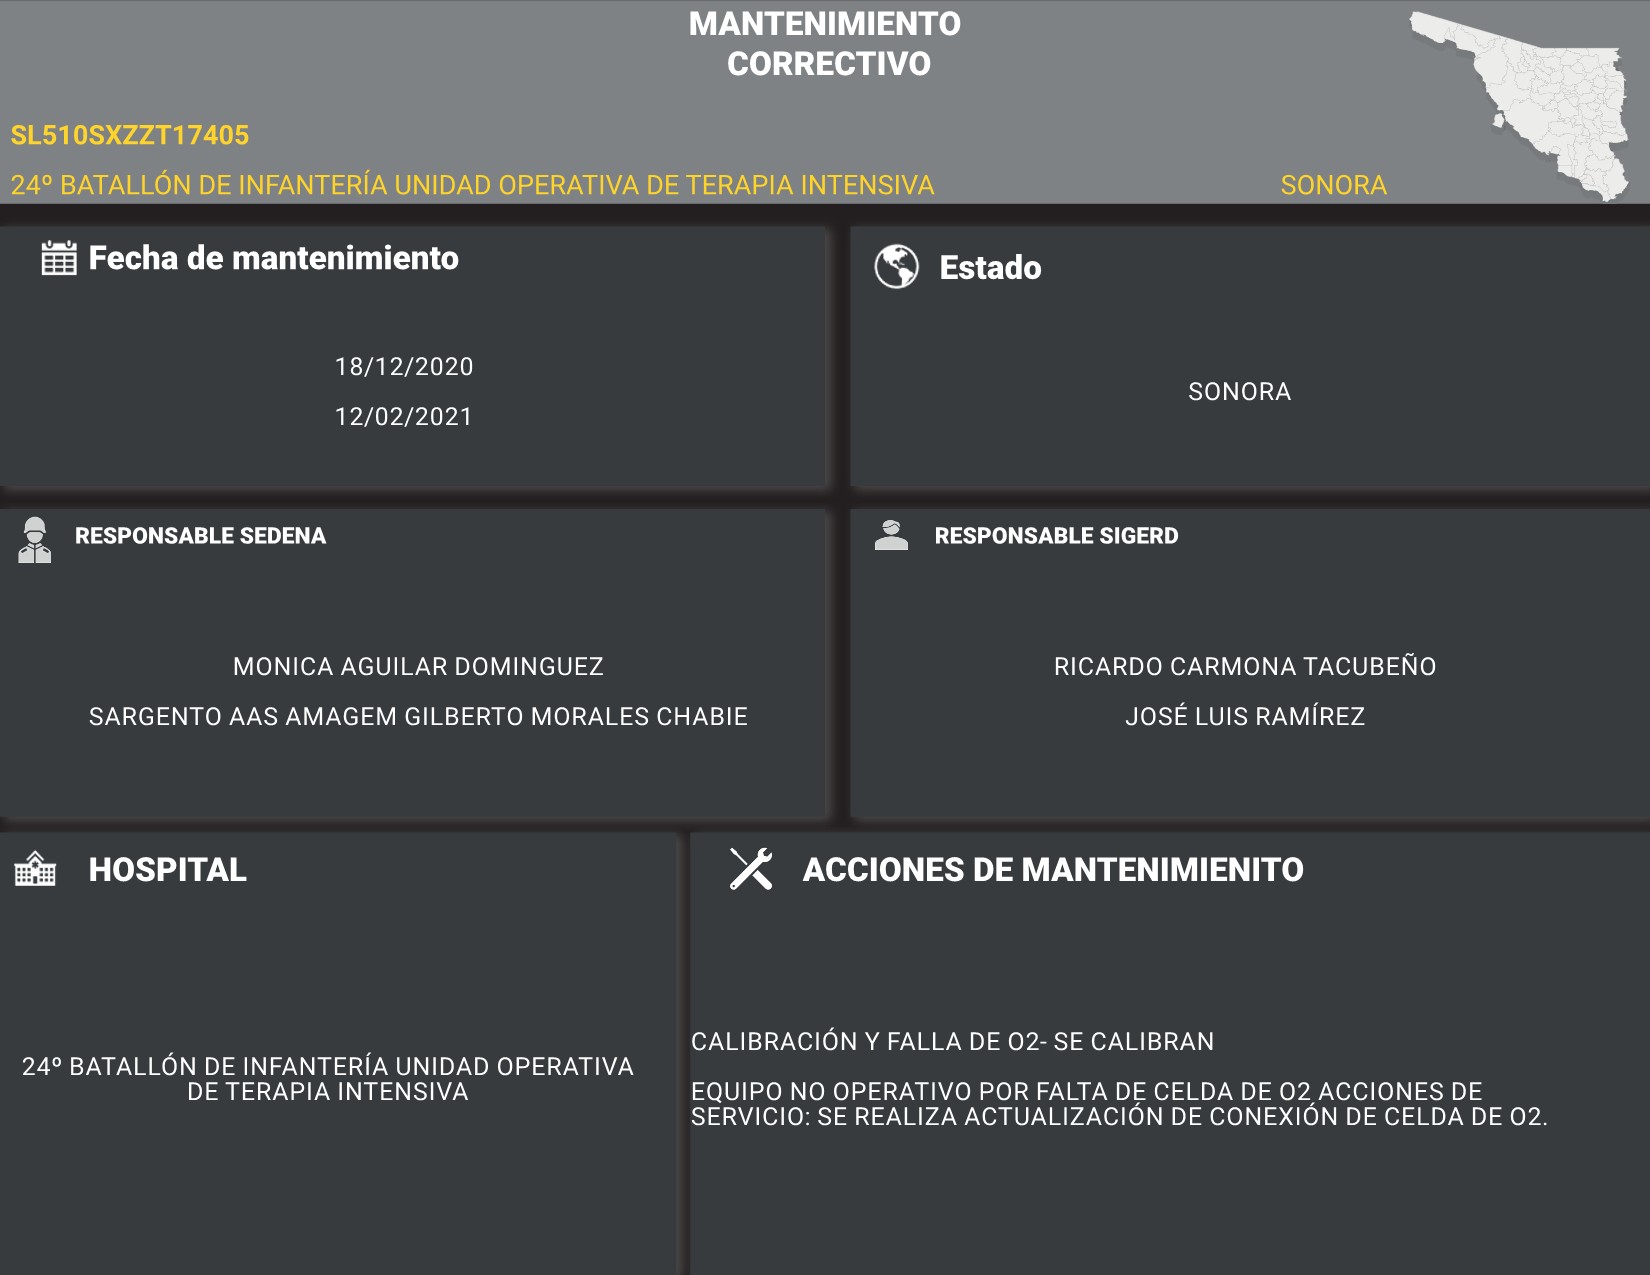 MANTENIMIENTO
CORRECTIVO
SL510SXZZT17405
24º BATALLÓN DE INFANTERÍA UNIDAD OPERATIVA DE TERAPIA INTENSIVA
SONORA
Fecha de mantenimiento
18/12/2020
12/02/2021
Estado
SONORA
RESPONSABLE SEDENA
MONICA AGUILAR DOMINGUEZ
SARGENTO AAS AMAGEM GILBERTO MORALES CHABIE
RESPONSABLE SIGERD
RICARDO CARMONA TACUBEÑO
JOSÉ LUIS RAMÍREZ
HOSPITAL
24º BATALLÓN DE INFANTERÍA UNIDAD OPERATIVA
DE TERAPIA INTENSIVA
ACCIONES DE MANTENIMIENITO
CALIBRACIÓN Y FALLA DE O2- SE CALIBRAN
EQUIPO NO OPERATIVO POR FALTA DE CELDA DE O2 ACCIONES DE
SERVICIO: SE REALIZA ACTUALIZACIÓN DE CONEXIÓN DE CELDA DE O2.